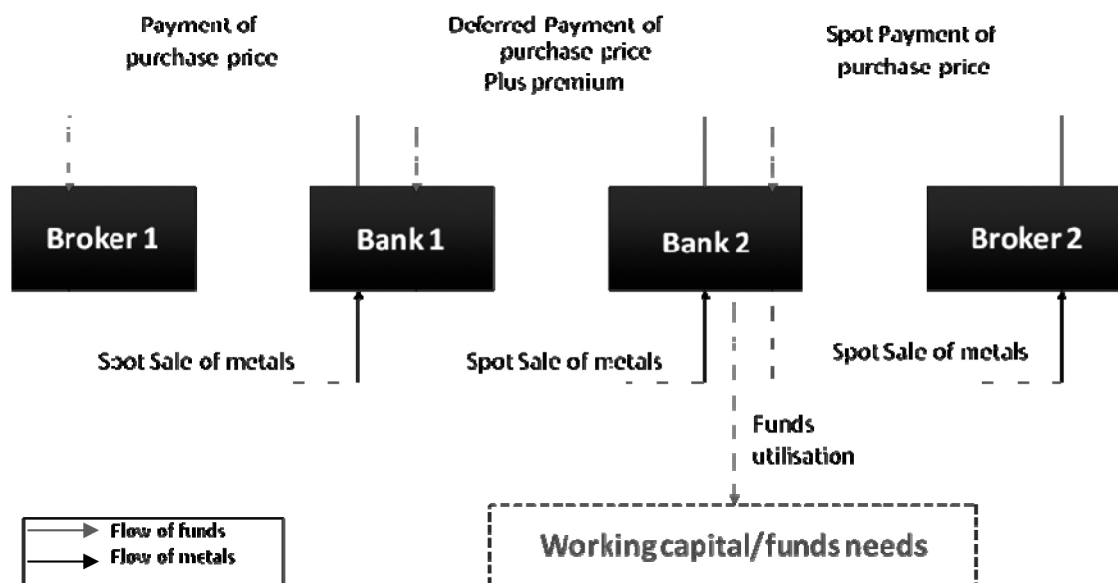 Payment of
purchase price
Deferred Payment of
purchase price
Plus premium
Spot Payment of
purchase price
Broker 1
Bank 1
Bank 2
Broker 2
Spot Sale of metals
Spot Sale of metals
Spot Sale of metals
Funds
utilisation
Flow of funds
Flow of metals
Working capital/funds needs